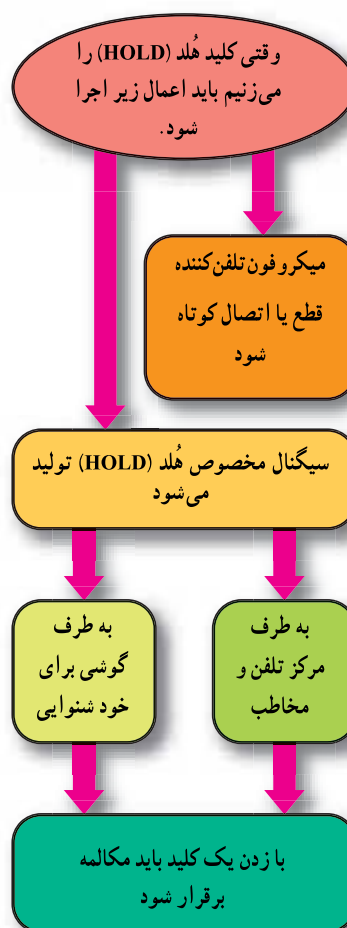 وقتی کلید هُلد (HOLD) را
می‌زنیم باید اعمال زیر اجرا
شود.
میکروفون تلفن‌کننده
قطع یا اتصال کوتاه
شود
سیگنال مخصوص هُلد (HOLD) تولید
می‌شود
به طرف
مرکز تلفن و
مخاطب
به طرف
گوشی برای
خود شنوایی
با زدن یک کلید باید مکالمه
برقرار شود